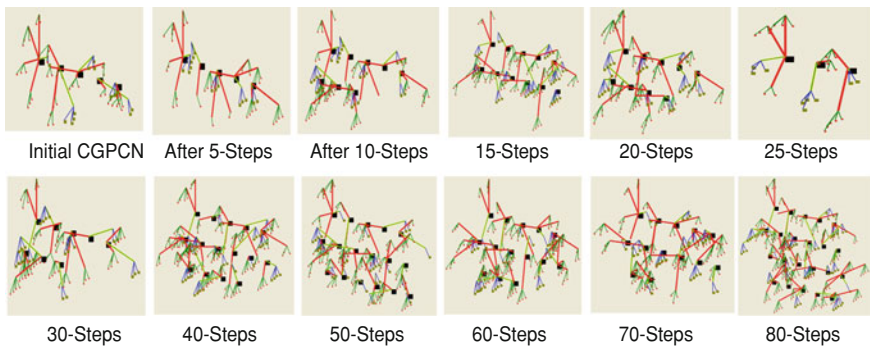 Initial CGPCN
After 5-Steps
After 10-Steps
15-Steps
20-Steps
25-Steps
30-Steps
40-Steps
50-Steps
60-Steps
70-Steps
80-Steps